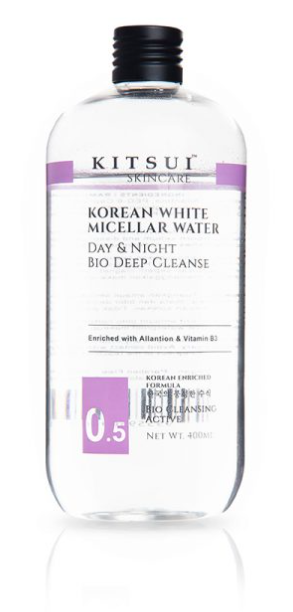 KITSUI™
SKINCARE
KOREAN WHITE
MICELLAR WATER
DAY & NIGHT
BIO DEEP CLEANSE
Enriched with Allantion & Vitamin B3
KOREAN ENRICHED
FORMULA
BIO CLEANSING
ACTIVE
0.5
NET WT. 400ML